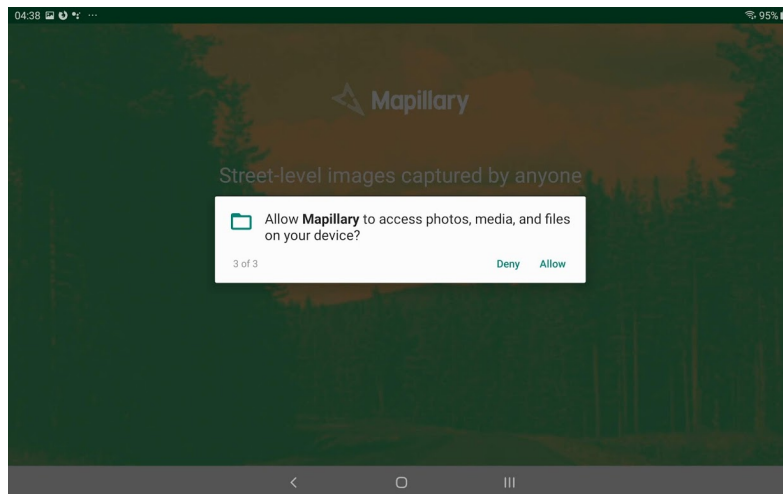 04:38
95%
Mapillary
Street-level images captured by anyone
Allow Mapillary to access photos, media, and files
on your device?
3 of 3
Deny Allow